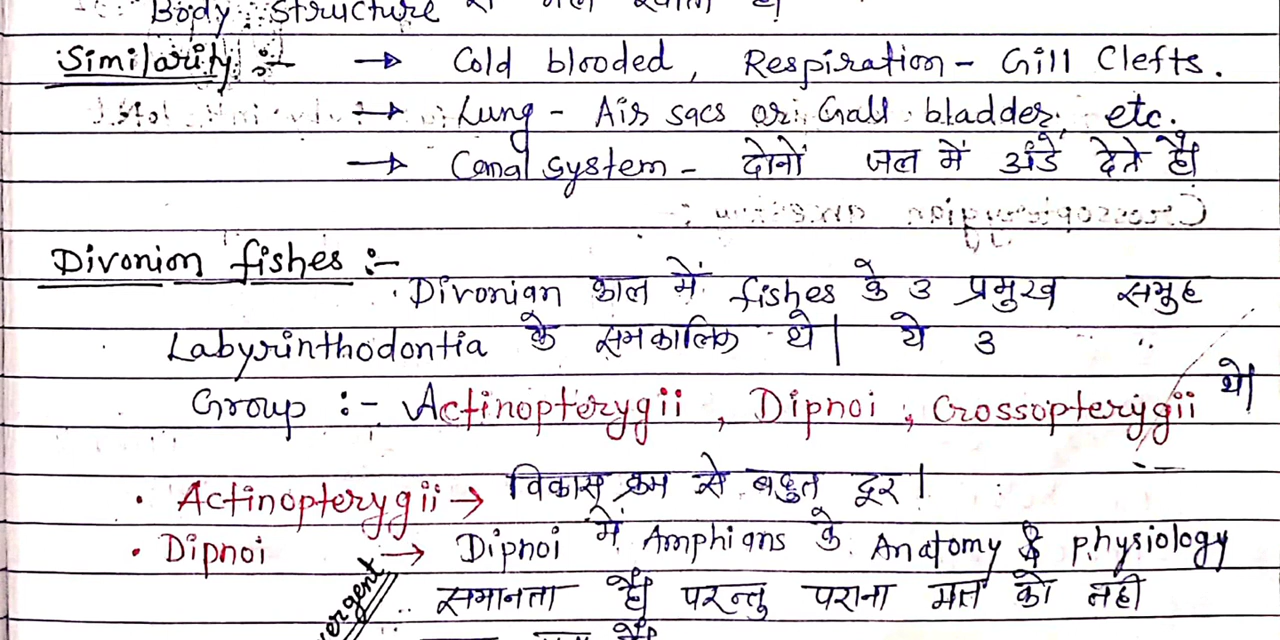 Body Structure से
Similarity :- → Cold blooded, Respiration - Gill Clefts.
→ Lung - Air sacs or Gall bladder, etc.
→ Canal system - दोनों जल में अंडे देते है।
Divonion fishes :-
Divonian काल में fishes के 3 प्रमुख समुह
Labyrinthodontia के समकालिक थे। ये 3 "
Group :- Actinopterygii, Dipnoi, Crossopterygii थे।
• Actinopterygii → विकास क्रम से बहुत दूर।
• Dipnoi → Dipnoi में Amphians के Anatomy & physiology
समानता है परन्तु पराना मत को नही